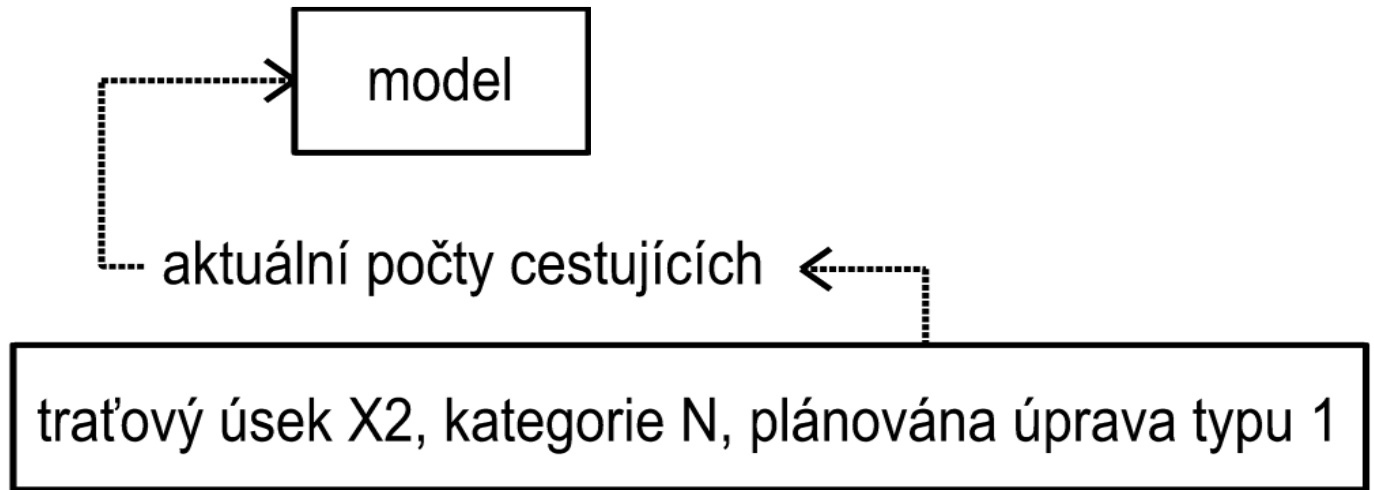 model
aktuální počty cestujících
traťový úsek X2, kategorie N, plánována úprava typu 1